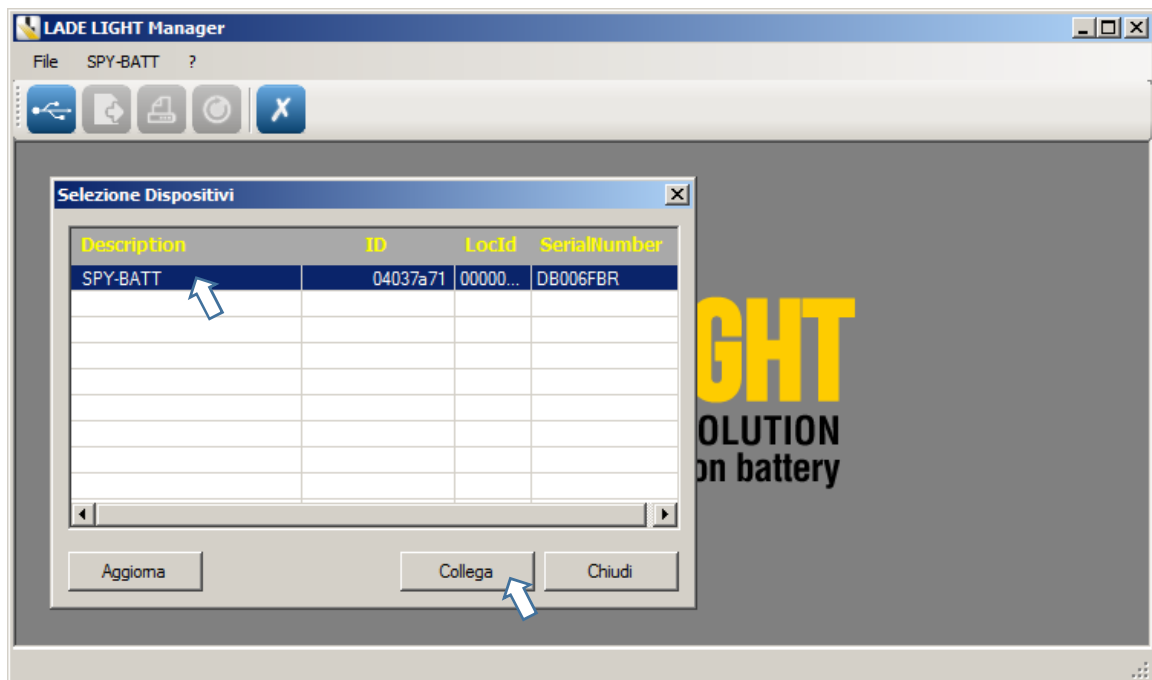 LADE LIGHT Manager
File SPY-BATT ?
Selezione Dispositivi
Description ID LocId SerialNumber
SPY-BATT 04037a71 00000... DB006FBR
GHT
OLUTION
on battery
Aggiorna Collega Chiudi